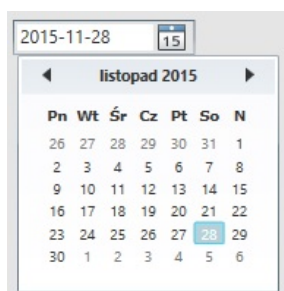 2015-11-28 15
listopad 2015
Pn Wt Śr Cz Pt So N
26 27 28 29 30 31 1
2 3 4 5 6 7 8
9 10 11 12 13 14 15
16 17 18 19 20 21 22
23 24 25 26 27 28 29
30 1 2 3 4 5 6